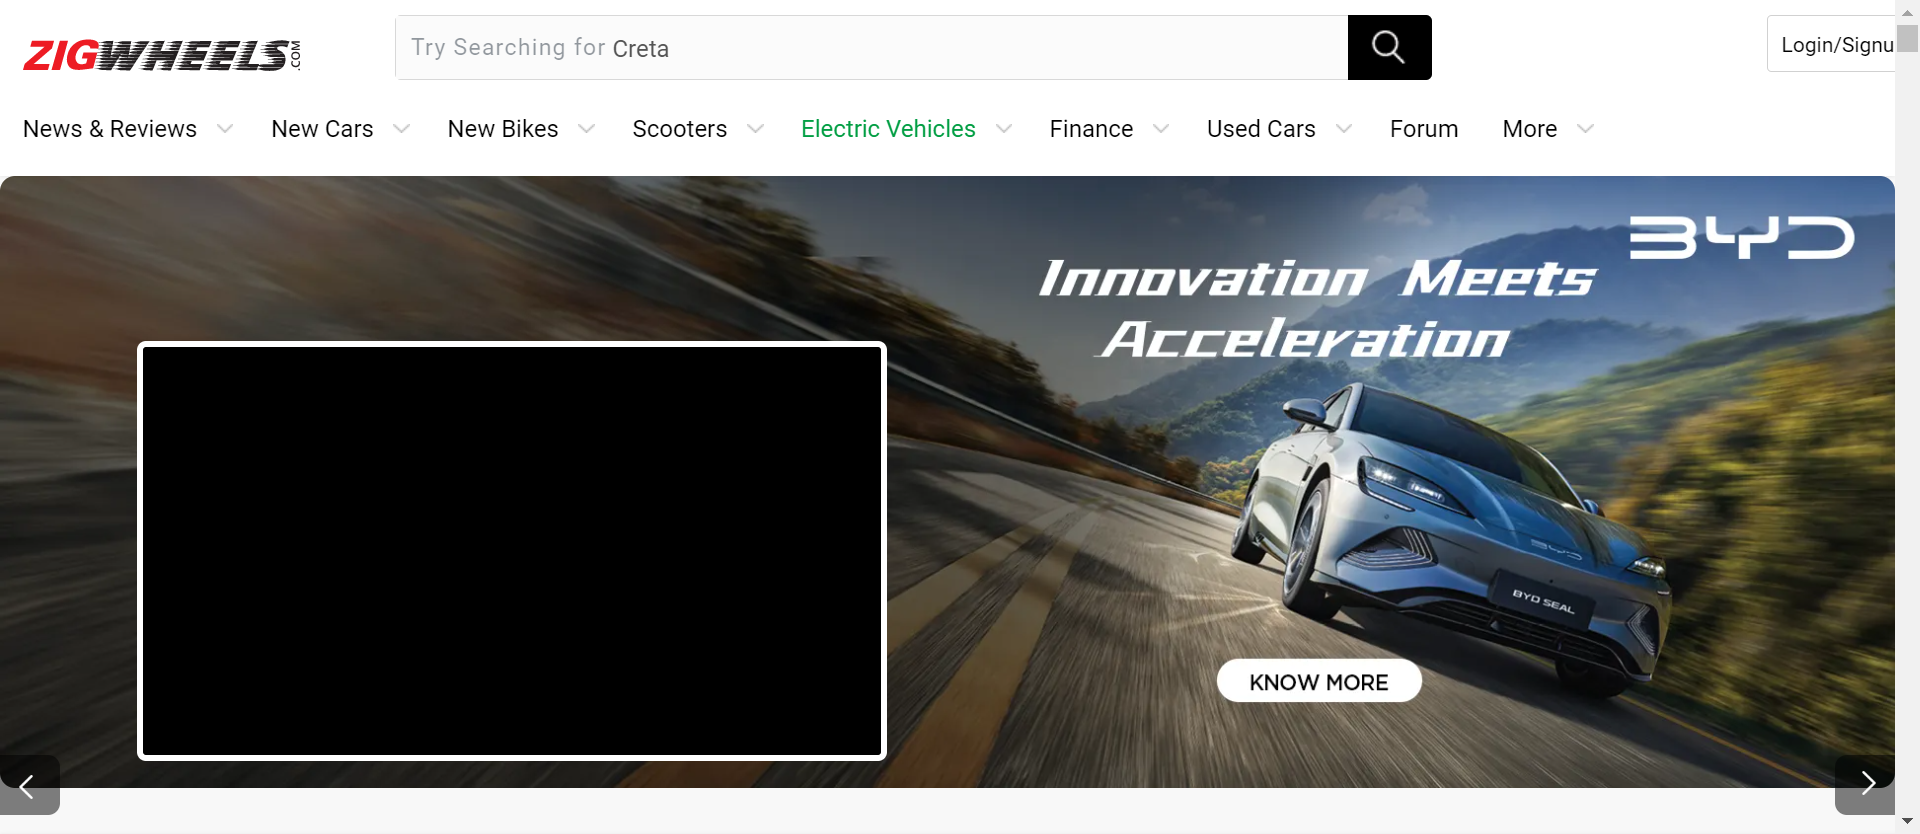 ZIGWHEELS.COM
Try Searching for Creta
Login/Signu
News & Reviews
New Cars
New Bikes
Scooters
Electric Vehicles
Finance
Used Cars
Forum
More
BYD
Innovation Meets
Acceleration
BYD
BYD SEAL
KNOW MORE